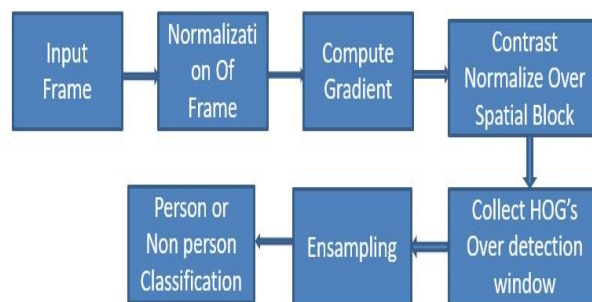 Input
Frame
Normalizati
on Of
Frame
Compute
Gradient
Contrast
Normalize Over
Spatial Block
Collect HOG's
Over detection
window
Ensampling
Person or
Non person
Classification